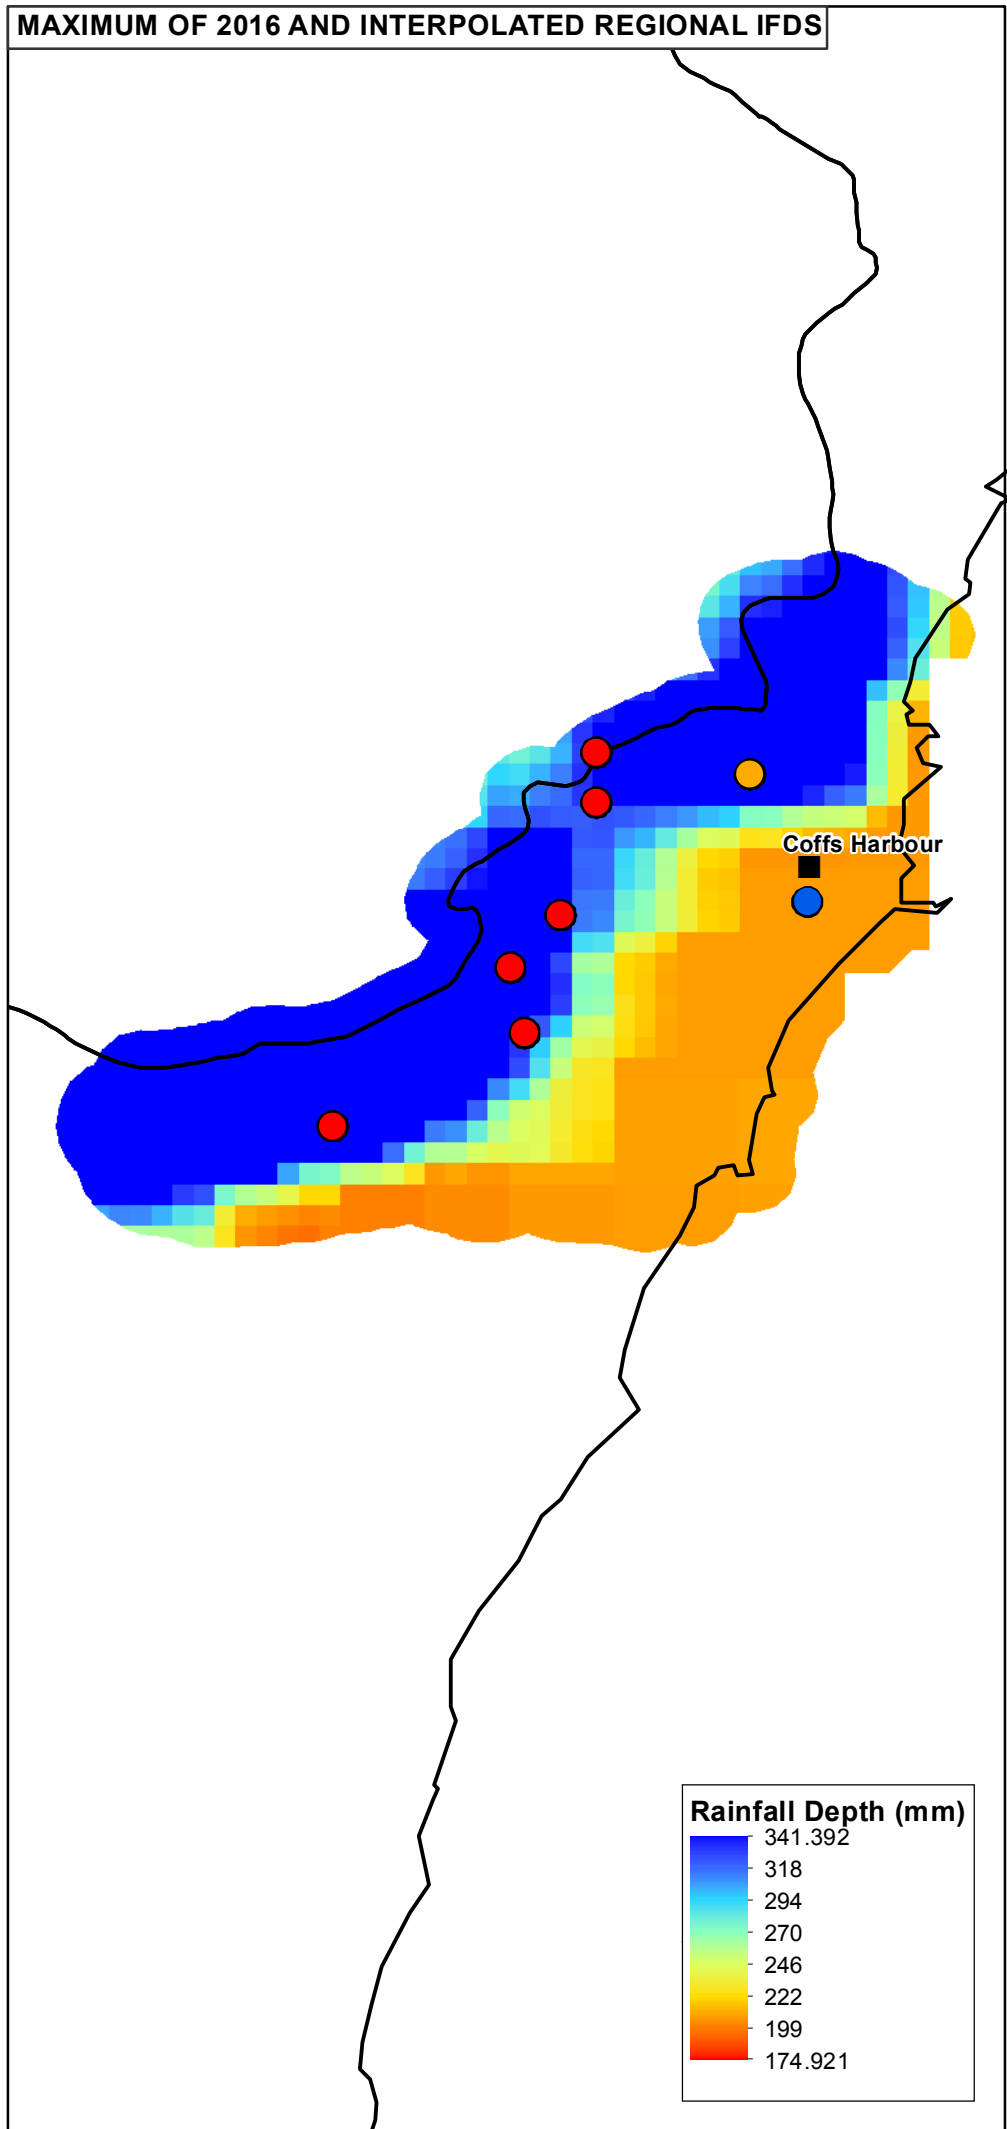 MAXIMUM OF 2016 AND INTERPOLATED REGIONAL IFDS
Coffs Harbour
Rainfall Depth (mm)
341.392
318
294
270
246
222
199
174.921